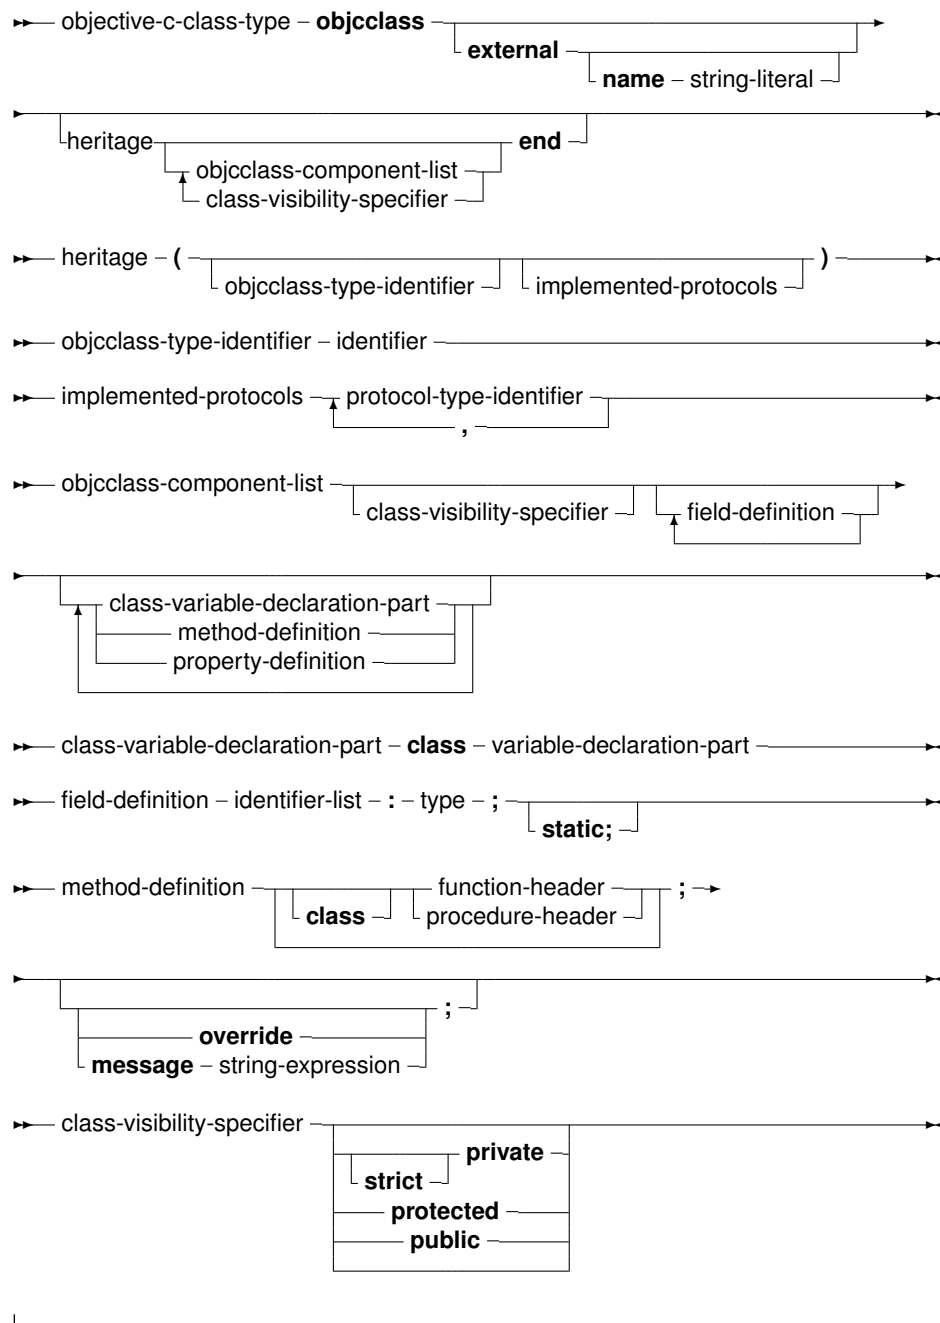 objective-c-class-type objcclass
external
name string-literal
heritage end
objcclass-component-list
class-visibility-specifier
heritage ( )
objcclass-type-identifier implemented-protocols
objcclass-type-identifier identifier
implemented-protocols protocol-type-identifier
,
objcclass-component-list
class-visibility-specifier field-definition
class-variable-declaration-part
method-definition
property-definition
class-variable-declaration-part class variable-declaration-part
field-definition identifier-list : type ;
static;
method-definition function-header ;
class procedure-header
;
override
message string-expression
class-visibility-specifier
private
strict
protected
public